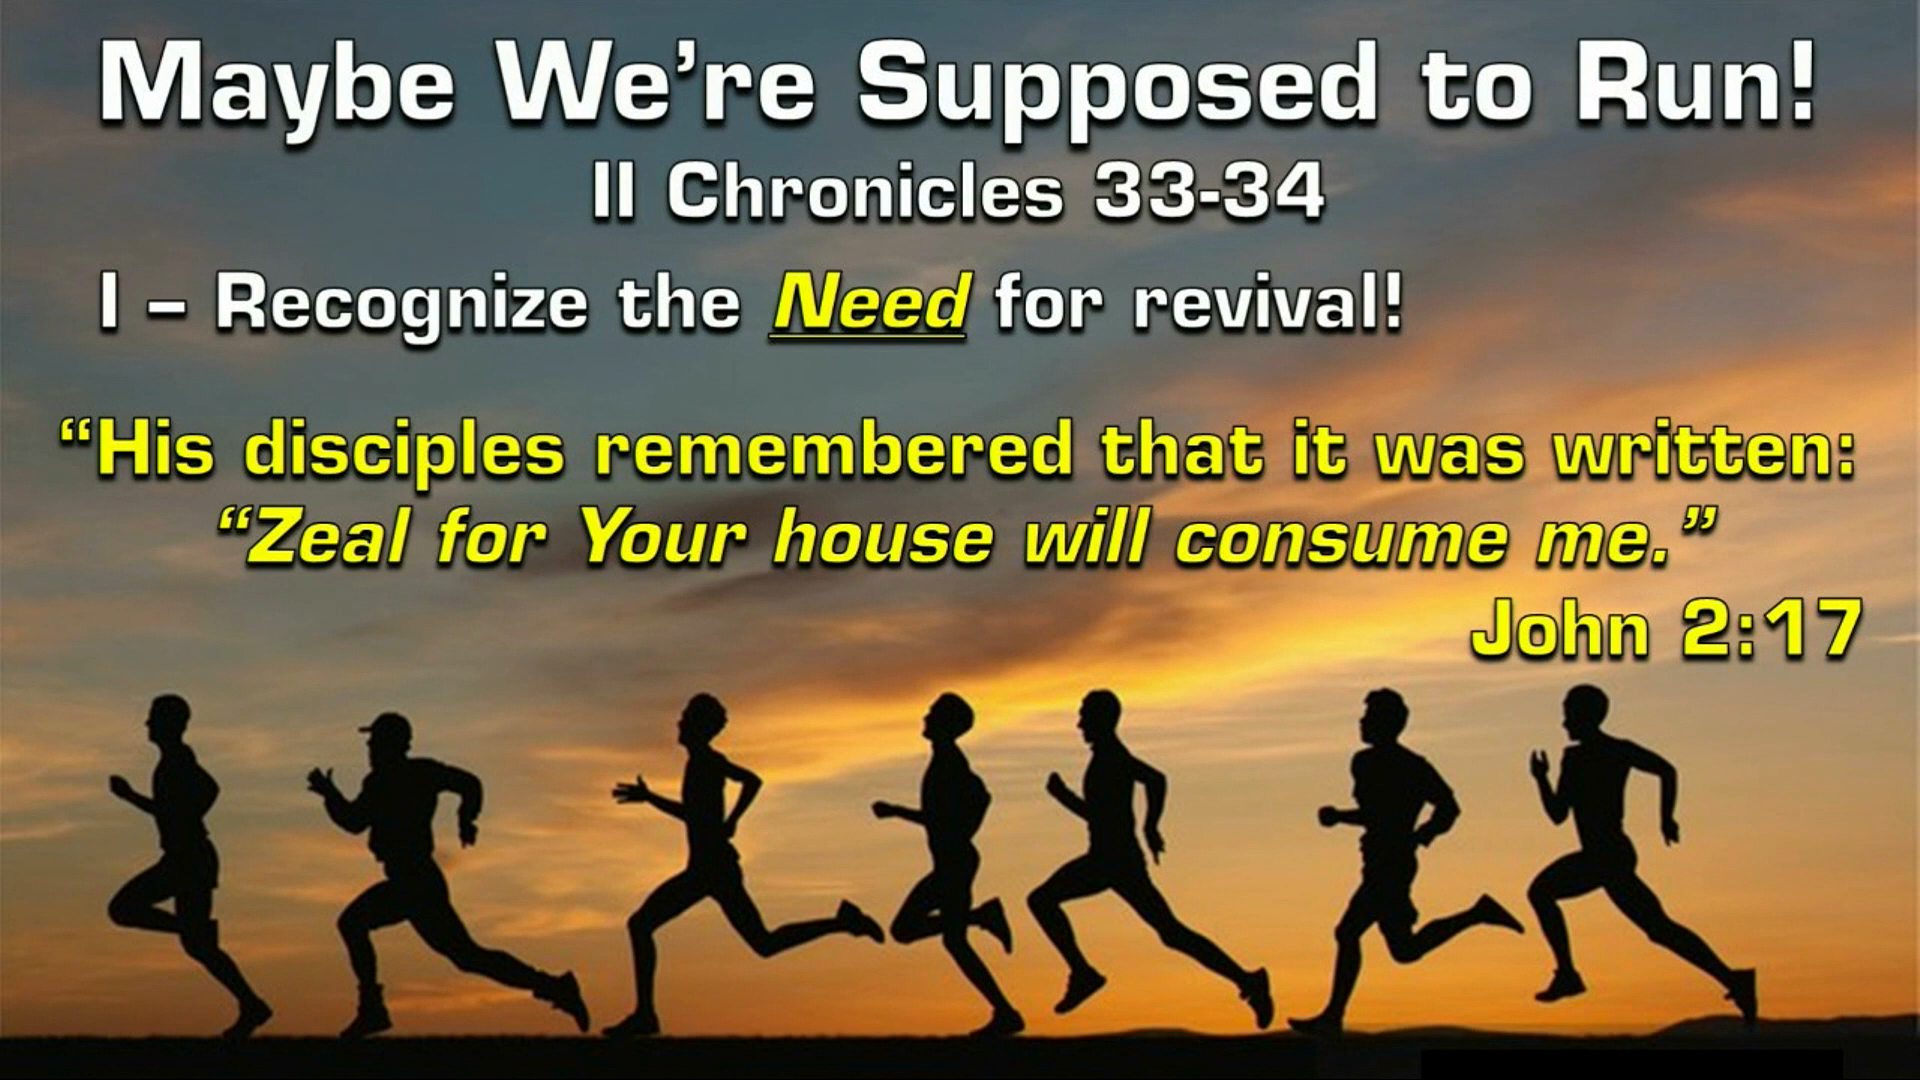 Maybe We’re Supposed to Run!
II Chronicles 33-34
I – Recognize the Need for revival!
“His disciples remembered that it was written:
“Zeal for Your house will consume me.”
John 2:17